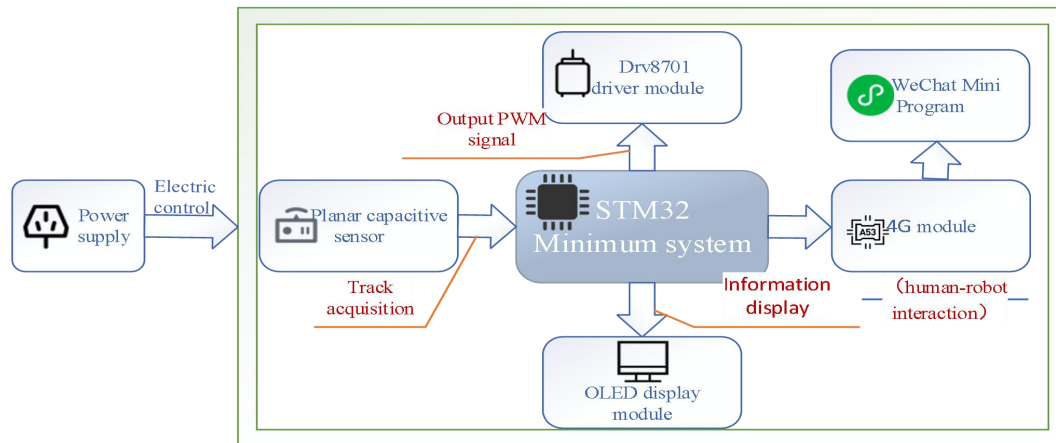 Drv8701
driver module
WeChat Mini
Program
Output PWM
signal
Electric
control
Power
supply
Planar capacitive
sensor
STM32
Minimum system
A53
4G module
Track
acquisition
Information
display
(human-robot
interaction)
OLED display
module